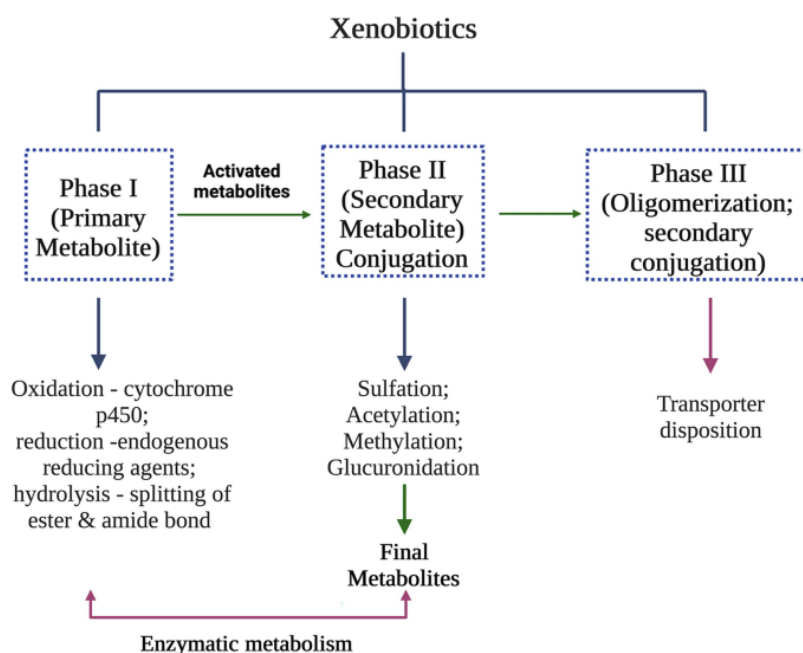 Xenobiotics
Phase I
(Primary
Metabolite)
Activated
metabolites
Phase II
(Secondary
Metabolite)
Conjugation
Phase III
(Oligomerization;
secondary
conjugation)
Oxidation - cytochrome
p450;
reduction -endogenous
reducing agents;
hydrolysis - splitting of
ester & amide bond
Sulfation;
Acetylation;
Methylation;
Glucuronidation
Transporter
disposition
Final
Metabolites
Enzymatic metabolism